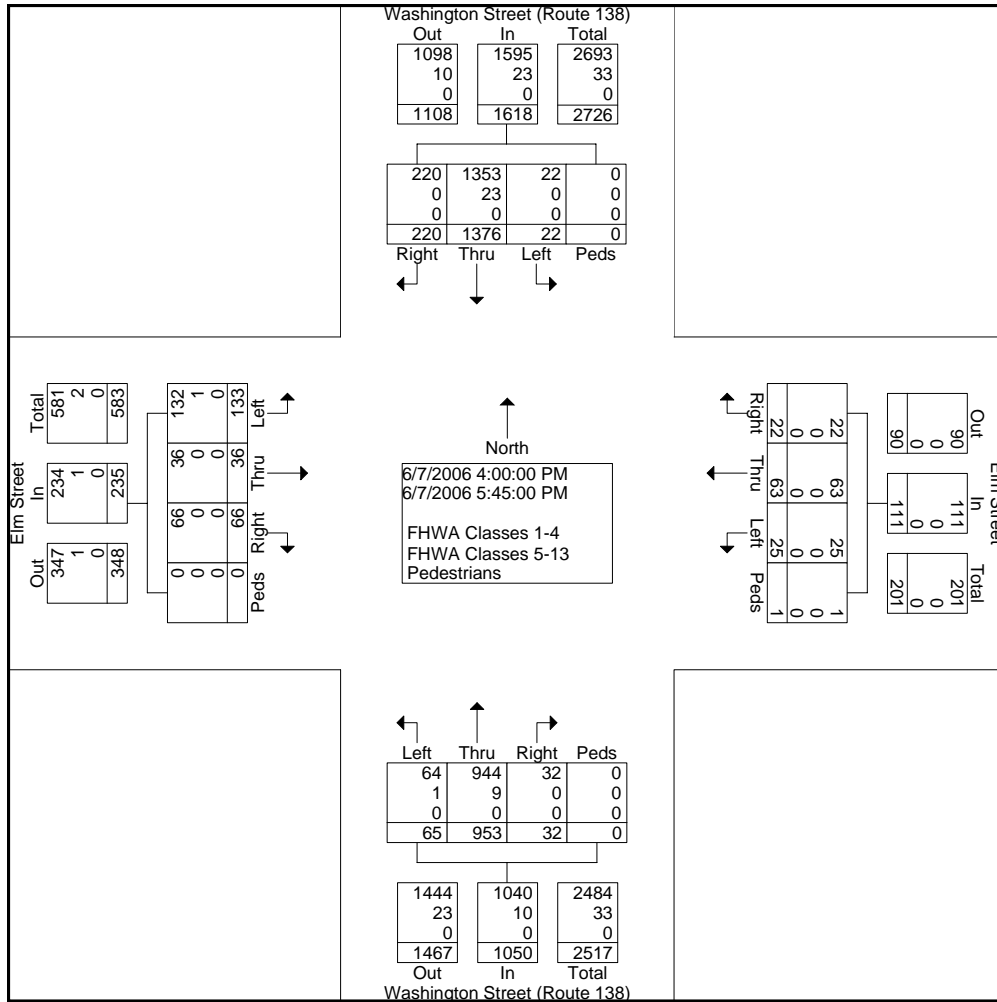 Washington Street (Route 138)
Out In Total
1098 1595 2693
10 23 33
0 0 0
1108 1618 2726
220 1353 22 0
0 23 0 0
0 0 0 0
220 1376 22 0
Right Thru Left Peds
Elm Street
Total In Out
581 234 347
2 1 1
0 0 0
583 235 348
132 36 66 0
1 0 0 0
0 0 0 0
133 36 66 0
Left Thru Right Peds
North
6/7/2006 4:00:00 PM
6/7/2006 5:45:00 PM
FHWA Classes 1-4
FHWA Classes 5-13
Pedestrians
Right Thru Left Peds
22 63 25 1
0 0 0 0
0 0 0 0
22 63 25 1
Out In Total
90 111 201
0 0 0
0 0 0
90 111 201
Elm Street
Left Thru Right Peds
64 944 32 0
1 9 0 0
0 0 0 0
65 953 32 0
1444 1040 2484
23 10 33
0 0 0
1467 1050 2517
Out In Total
Washington Street (Route 138)